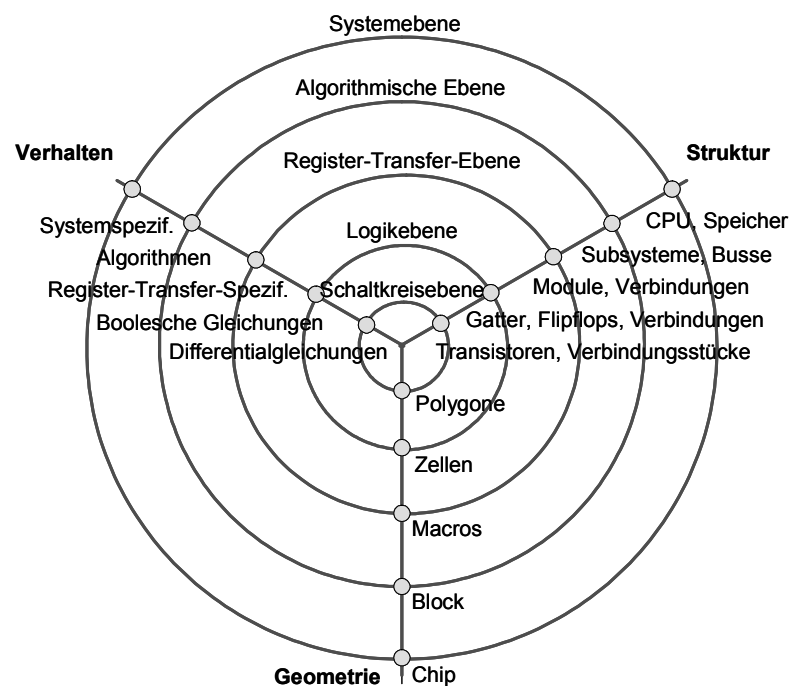 Systemebene
Algorithmische Ebene
Verhalten
Struktur
Register-Transfer-Ebene
Systemspezif.
CPU, Speicher
Logikebene
Algorithmen
Subsysteme, Busse
Register-Transfer-Spezif.
Schaltkreisebene
Module, Verbindungen
Boolesche Gleichungen
Gatter, Flipflops, Verbindungen
Differentialgleichungen
Transistoren, Verbindungsstücke
Polygone
Zellen
Macros
Block
Geometrie
Chip